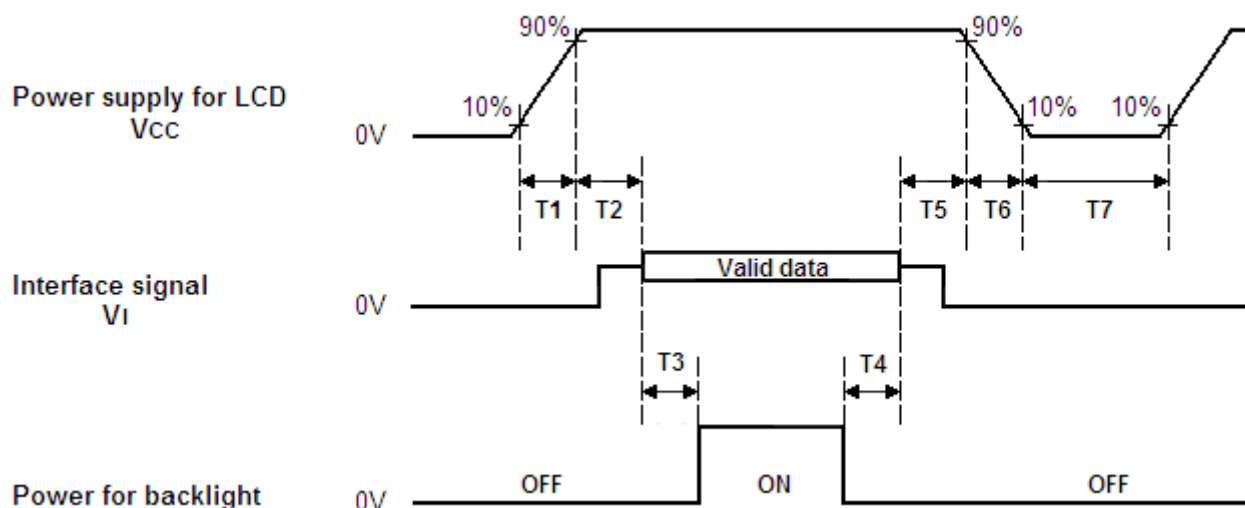 90% 90%
Power supply for LCD
VCC
10% 10% 10%
0V
T1 T2 T5 T6 T7
Valid data
Interface signal
VI
0V
T3 T4
OFF ON OFF
Power for backlight
0V